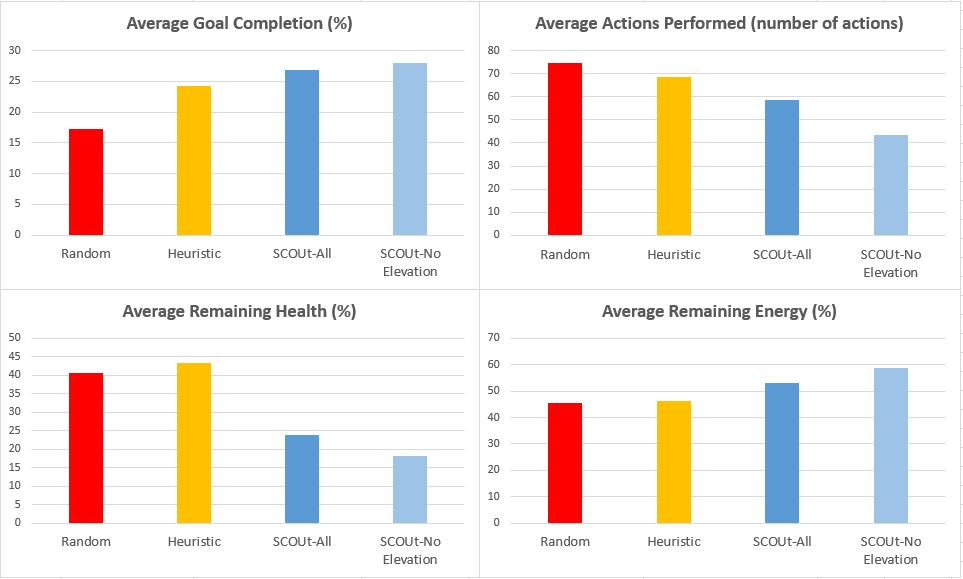 Average Goal Completion (%)
30
25
20
15
10
5
0
Random
Heuristic
SCOUt-All
SCOUt-No
Elevation
Average Actions Performed (number of actions)
80
70
60
50
40
30
20
10
0
Random
Heuristic
SCOUt-All
SCOUt-No
Elevation
Average Remaining Health (%)
50
45
40
35
30
25
20
15
10
5
0
Random
Heuristic
SCOUt-All
SCOUt-No
Elevation
Average Remaining Energy (%)
70
60
50
40
30
20
10
0
Random
Heuristic
SCOUt-All
SCOUt-No
Elevation